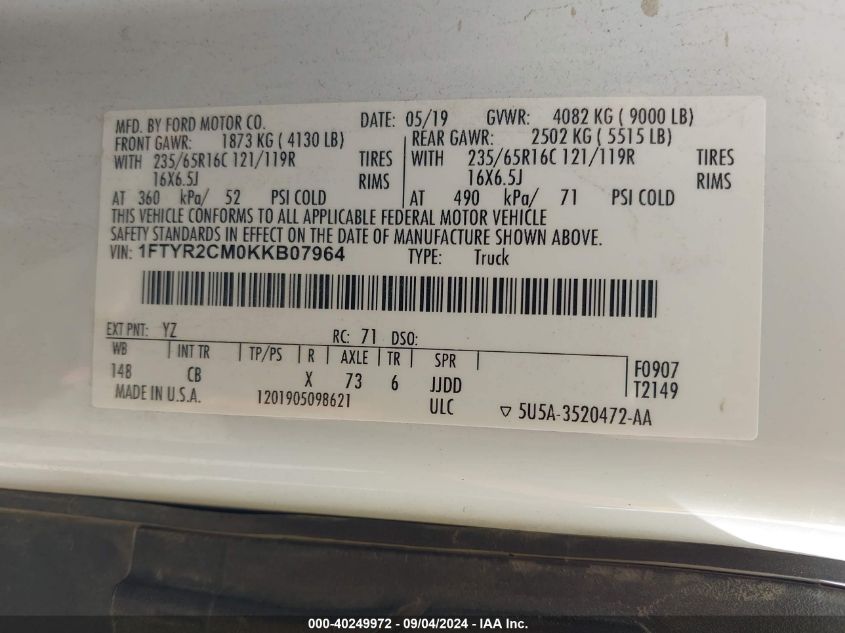 MFD. BY FORD MOTOR CO. DATE: 05/19 GVWR: 4082 KG ( 9000 LB)
FRONT GAWR: 1873 KG ( 4130 LB) REAR GAWR: 2502 KG ( 5515 LB)
WITH 235/65R16C 121/119R TIRES WITH 235/65R16C 121/119R TIRES
16X6.5J RIMS 16X6.5J RIMS
AT 360 kPa/ 52 PSI COLD AT 490 kPa/ 71 PSI COLD
THIS VEHICLE CONFORMS TO ALL APPLICABLE FEDERAL MOTOR VEHICLE
SAFETY STANDARDS IN EFFECT ON THE DATE OF MANUFACTURE SHOWN ABOVE.
VIN: 1FTYR2CM0KKB07964 TYPE: Truck
EXT PNT: YZ RC: 71 DSO:
WB INT TR TP/PS R AXLE TR SPR F0907
148 CB X 73 6 JJDD T2149
MADE IN U.S.A. 1201905098621 ULC ▽ 5U5A-3520472-AA
000-40249972 - 09/04/2024 - IAA Inc.